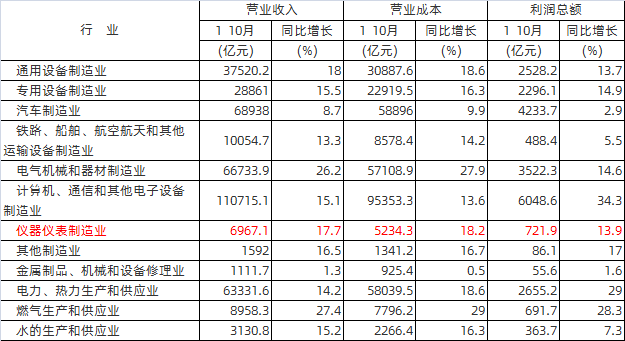 行 业 营业收入 营业成本 利润总额
1 10月 同比增长 1 10月 同比增长 1 10月 同比增长
(亿元) (%) (亿元) (%) (亿元) (%)
通用设备制造业 37520.2 18 30887.6 18.6 2528.2 13.7
专用设备制造业 28861 15.5 22919.5 16.3 2296.1 14.9
汽车制造业 68938 8.7 58896 9.9 4233.7 2.9
铁路、船舶、航空航天和其他
运输设备制造业 10054.7 13.3 8578.4 14.2 488.4 5.5
电气机械和器材制造业 66733.9 26.2 57108.9 27.9 3522.3 14.6
计算机、通信和其他电子设备
制造业 110715.1 15.1 95353.3 13.6 6048.6 34.3
仪器仪表制造业 6967.1 17.7 5234.3 18.2 721.9 13.9
其他制造业 1592 16.5 1341.2 16.7 86.1 17
金属制品、机械和设备修理业 1111.7 1.3 925.4 0.5 55.6 1.6
电力、热力生产和供应业 63331.6 14.2 58039.5 18.6 2655.2 29
燃气生产和供应业 8958.3 27.4 7796.2 29 691.7 28.3
水的生产和供应业 3130.8 15.2 2266.4 16.3 363.7 7.3